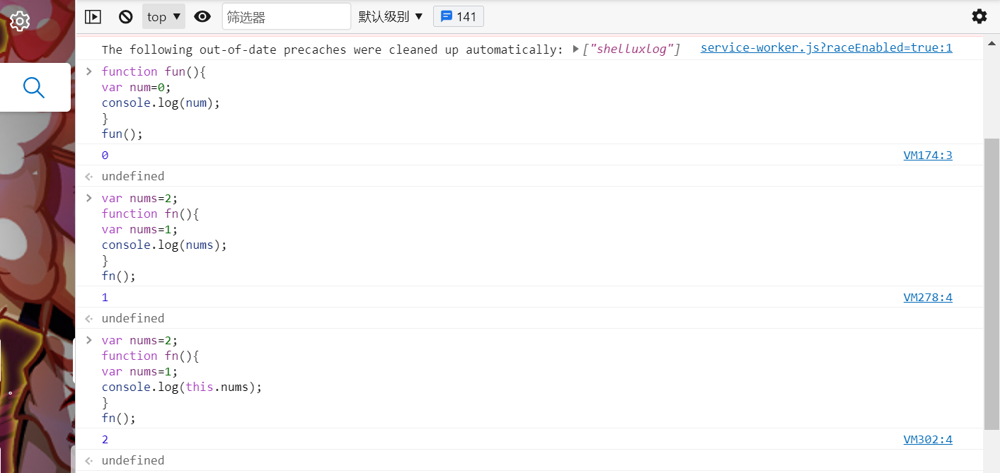 top ▼ 筛选器 默认级别 ▼ 141
The following out-of-date precaches were cleaned up automatically: ▶["shelluxlog"] service-worker.js?raceEnabled=true:1
function fun(){
var num=0;
console.log(num);
}
fun();
0 VM174:3
undefined
var nums=2;
function fn(){
var nums=1;
console.log(nums);
}
fn();
1 VM278:4
undefined
var nums=2;
function fn(){
var nums=1;
console.log(this.nums);
}
fn();
2 VM302:4
undefined